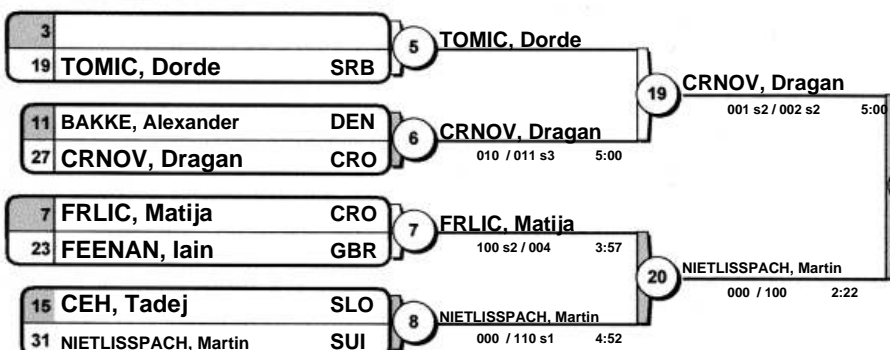 3
19 TOMIC, Dorde SRB
5 TOMIC, Dorde
11 BAKKE, Alexander DEN
27 CRNOV, Dragan CRO
6 CRNOV, Dragan
010 / 011 s3 5:00
19 CRNOV, Dragan
001 s2 / 002 s2 5:00
7 FRLIC, Matija CRO
23 FEENAN, Iain GBR
7 FRLIC, Matija
100 s2 / 004 3:57
15 CEH, Tadej SLO
31 NIETLISSPACH, Martin SUI
8 NIETLISSPACH, Martin
000 / 110 s1 4:52
20 NIETLISSPACH, Martin
000 / 100 2:22